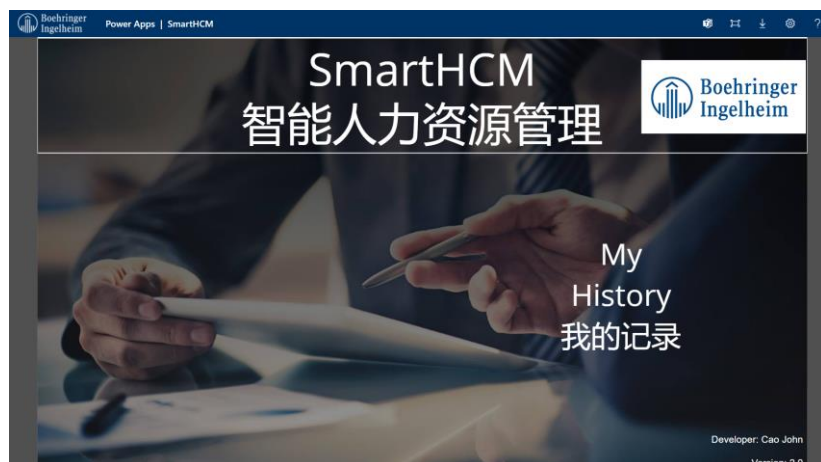 Boehringer
Ingelheim
Power Apps | SmartHCM
?
SmartHCM
智能人力资源管理
Boehringer
Ingelheim
My
History
我的记录
Developer: Cao John